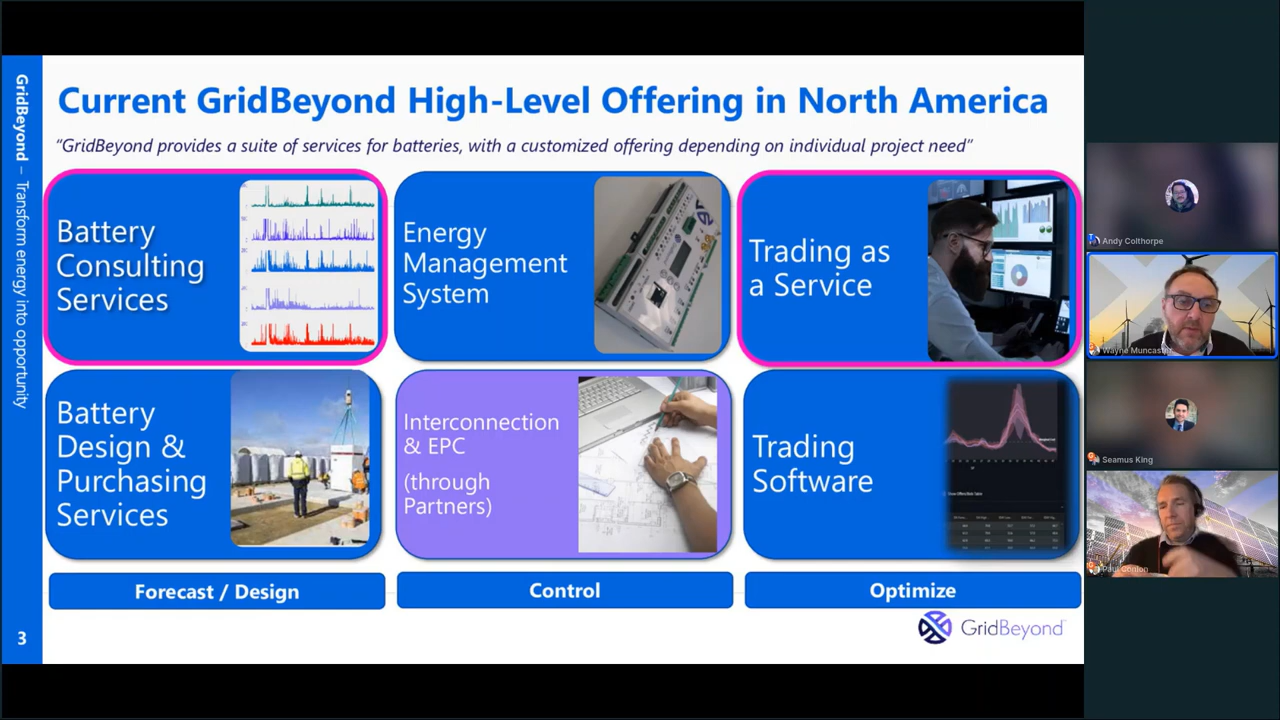 GridBeyond – Transform energy into opportunity
Current GridBeyond High-Level Offering in North America
"GridBeyond provides a suite of services for batteries, with a customized offering depending on individual project need"
Battery
Consulting
Services
Energy
Management
System
Trading as
a Service
Battery
Design &
Purchasing
Services
Interconnection
& EPC
(through
Partners)
Trading
Software
Forecast / Design
Control
Optimize
3
GridBeyond
Andy Colthorpe
Wayne Muncaster
Seamus King
Paul Conlon